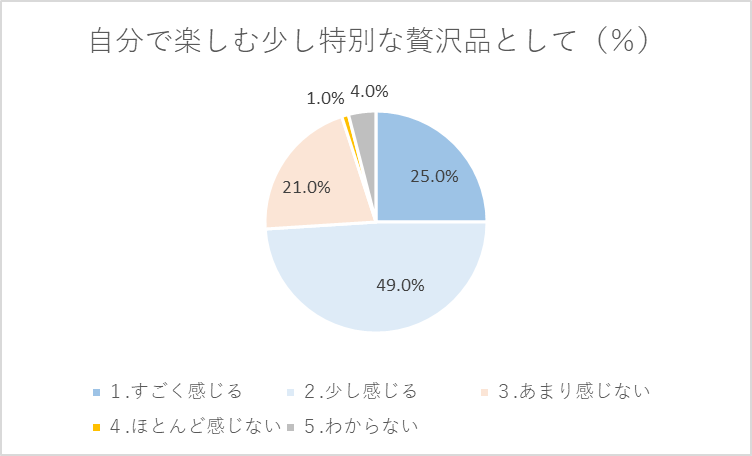 自分で楽しむ少し特別な贅沢品として（％）
4.0%
1.0%
25.0%
21.0%
49.0%
１.すごく感じる ２.少し感じる ３.あまり感じない
４.ほとんど感じない ５.わからない